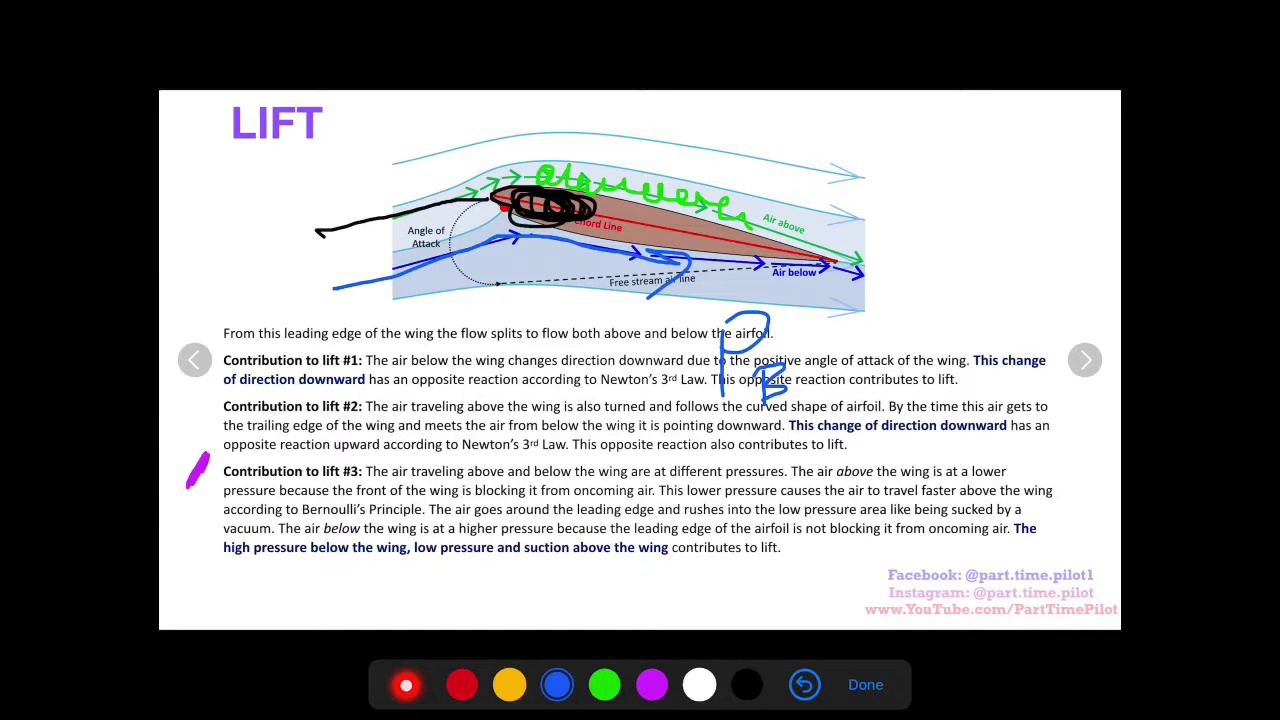 LIFT
Air above
Chord Line
Angle of
Attack
Air below
Free stream air line
P
B
From this leading edge of the wing the flow splits to flow both above and below the airfoil.
Contribution to lift #1: The air below the wing changes direction downward due to the positive angle of attack of the wing. This change
of direction downward has an opposite reaction according to Newton's 3rd Law. This opposite reaction contributes to lift.
Contribution to lift #2: The air traveling above the wing is also turned and follows the curved shape of airfoil. By the time this air gets to
the trailing edge of the wing and meets the air from below the wing it is pointing downward. This change of direction downward has an
opposite reaction upward according to Newton's 3rd Law. This opposite reaction also contributes to lift.
Contribution to lift #3: The air traveling above and below the wing are at different pressures. The air above the wing is at a lower
pressure because the front of the wing is blocking it from oncoming air. This lower pressure causes the air to travel faster above the wing
according to Bernoulli's Principle. The air goes around the leading edge and rushes into the low pressure area like being sucked by a
vacuum. The air below the wing is at a higher pressure because the leading edge of the airfoil is not blocking it from oncoming air. The
high pressure below the wing, low pressure and suction above the wing contributes to lift.
Facebook: @part.time.pilot1
Instagram: @part.time.pilot
www.YouTube.com/PartTimePilot
Done